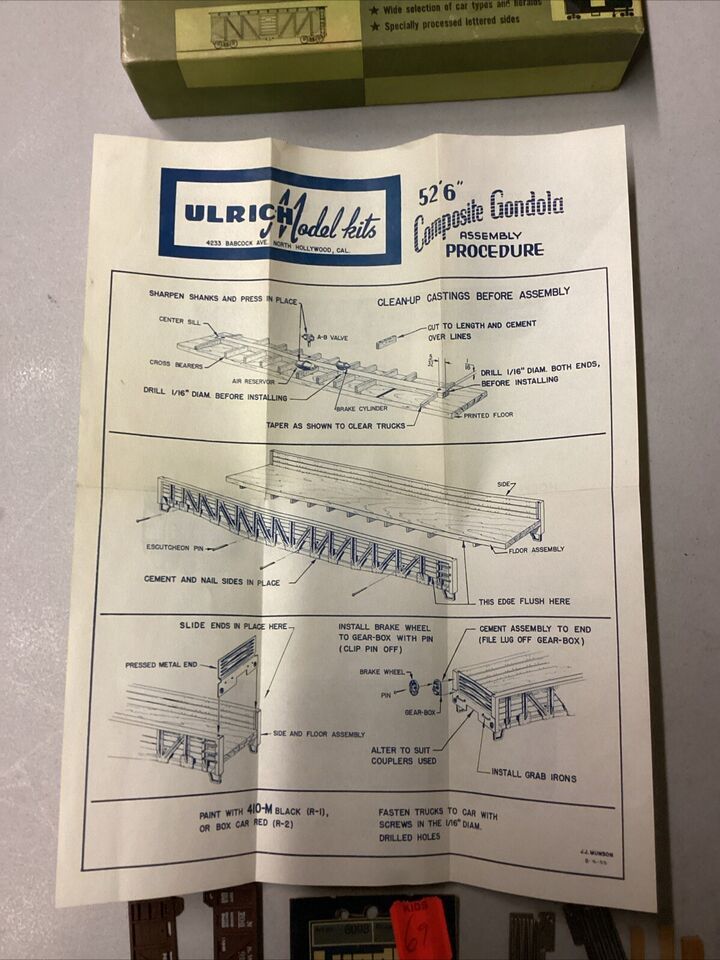 ★ Wide selection of car types and heralds
★ Specially processed lettered sides
ULRICH Model kits
4233 BABCOCK AVE. NORTH HOLLYWOOD, CAL.
52'6"
Composite Gondola
ASSEMBLY
PROCEDURE
SHARPEN SHANKS AND PRESS IN PLACE
CLEAN-UP CASTINGS BEFORE ASSEMBLY
CENTER SILL
A-B VALVE
CUT TO LENGTH AND CEMENT
OVER LINES
CROSS BEARERS
AIR RESERVOIR
DRILL 1/16" DIAM. BEFORE INSTALLING
DRILL 1/16" DIAM. BOTH ENDS,
BEFORE INSTALLING
BRAKE CYLINDER
PRINTED FLOOR
TAPER AS SHOWN TO CLEAR TRUCKS
SIDE
ESCUTCHEON PIN
FLOOR ASSEMBLY
CEMENT AND NAIL SIDES IN PLACE
THIS EDGE FLUSH HERE
SLIDE ENDS IN PLACE HERE
PRESSED METAL END
SIDE AND FLOOR ASSEMBLY
INSTALL BRAKE WHEEL
TO GEAR-BOX WITH PIN
(CLIP PIN OFF)
CEMENT ASSEMBLY TO END
(FILE LUG OFF GEAR-BOX)
BRAKE WHEEL
PIN
GEAR-BOX
ALTER TO SUIT
COUPLERS USED
INSTALL GRAB IRONS
PAINT WITH 410-M BLACK (R-1),
OR BOX CAR RED (R-2)
FASTEN TRUCKS TO CAR WITH
SCREWS IN THE 1/16" DIAM.
DRILLED HOLES
J.J. MUNSON
KIDS
69